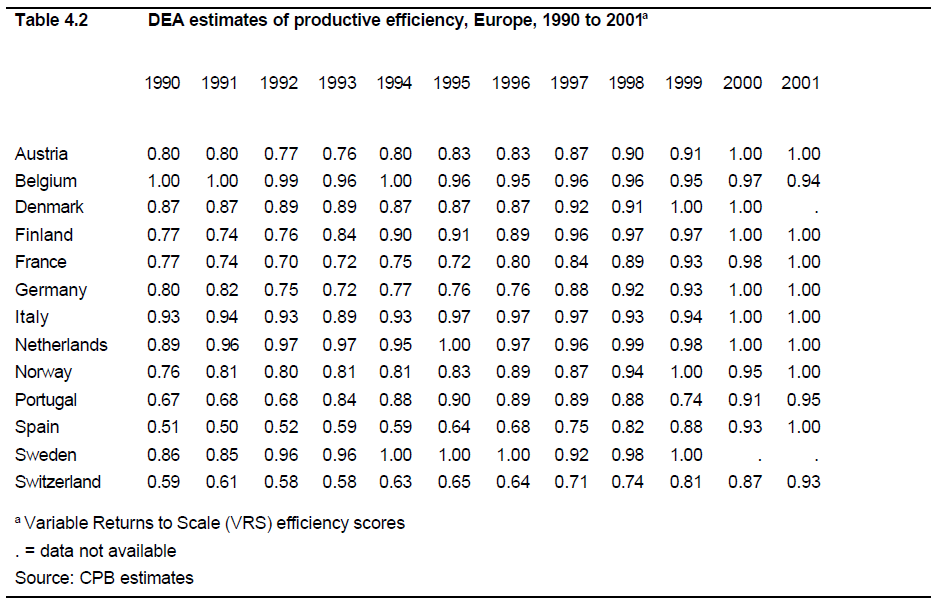 Table 4.2 DEA estimates of productive efficiency, Europe, 1990 to 2001ᵃ
1990 1991 1992 1993 1994 1995 1996 1997 1998 1999 2000 2001
Austria 0.80 0.80 0.77 0.76 0.80 0.83 0.83 0.87 0.90 0.91 1.00 1.00
Belgium 1.00 1.00 0.99 0.96 1.00 0.96 0.95 0.96 0.96 0.95 0.97 0.94
Denmark 0.87 0.87 0.89 0.89 0.87 0.87 0.87 0.92 0.91 1.00 1.00 .
Finland 0.77 0.74 0.76 0.84 0.90 0.91 0.89 0.96 0.97 0.97 1.00 1.00
France 0.77 0.74 0.70 0.72 0.75 0.72 0.80 0.84 0.89 0.93 0.98 1.00
Germany 0.80 0.82 0.75 0.72 0.77 0.76 0.76 0.88 0.92 0.93 1.00 1.00
Italy 0.93 0.94 0.93 0.89 0.93 0.97 0.97 0.97 0.93 0.94 1.00 1.00
Netherlands 0.89 0.96 0.97 0.97 0.95 1.00 0.97 0.96 0.99 0.98 1.00 1.00
Norway 0.76 0.81 0.80 0.81 0.81 0.83 0.89 0.87 0.94 1.00 0.95 1.00
Portugal 0.67 0.68 0.68 0.84 0.88 0.90 0.89 0.89 0.88 0.74 0.91 0.95
Spain 0.51 0.50 0.52 0.59 0.59 0.64 0.68 0.75 0.82 0.88 0.93 1.00
Sweden 0.86 0.85 0.96 0.96 1.00 1.00 1.00 0.92 0.98 1.00 . .
Switzerland 0.59 0.61 0.58 0.58 0.63 0.65 0.64 0.71 0.74 0.81 0.87 0.93
ᵃ Variable Returns to Scale (VRS) efficiency scores
. = data not available
Source: CPB estimates